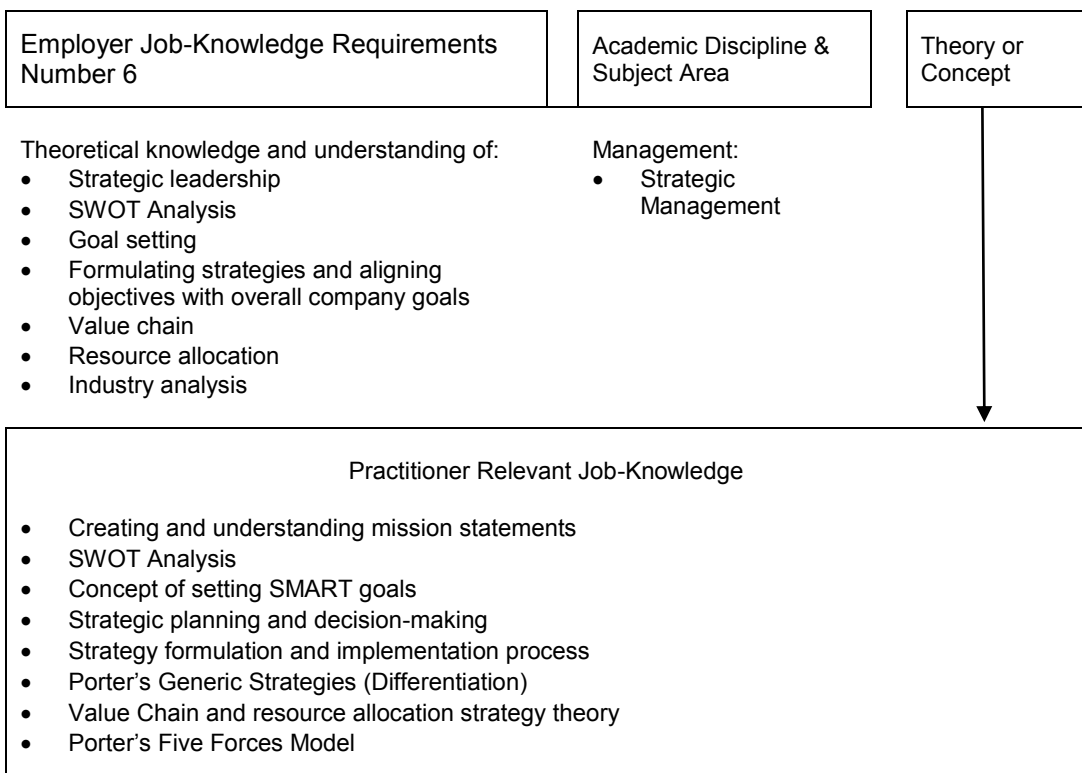 Employer Job-Knowledge Requirements
Number 6
Academic Discipline &
Subject Area
Theory or
Concept
Theoretical knowledge and understanding of:
• Strategic leadership
• SWOT Analysis
• Goal setting
• Formulating strategies and aligning
objectives with overall company goals
• Value chain
• Resource allocation
• Industry analysis
Management:
• Strategic
Management
Practitioner Relevant Job-Knowledge
• Creating and understanding mission statements
• SWOT Analysis
• Concept of setting SMART goals
• Strategic planning and decision-making
• Strategy formulation and implementation process
• Porter’s Generic Strategies (Differentiation)
• Value Chain and resource allocation strategy theory
• Porter’s Five Forces Model